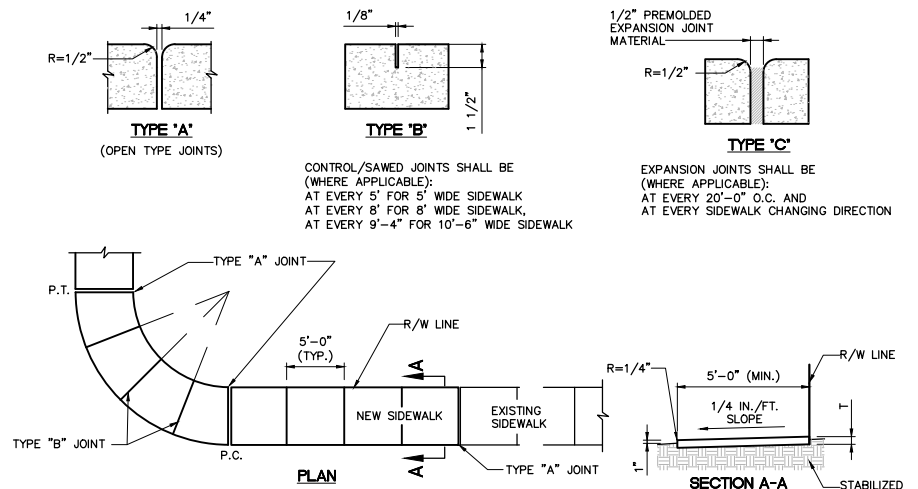 1/4"
R=1/2"
TYPE "A"
(OPEN TYPE JOINTS)
1/8"
1 1/2"
TYPE "B"
CONTROL/SAWED JOINTS SHALL BE
(WHERE APPLICABLE):
AT EVERY 5' FOR 5' WIDE SIDEWALK
AT EVERY 8' FOR 8' WIDE SIDEWALK,
AT EVERY 9'-4" FOR 10'-6" WIDE SIDEWALK
1/2" PREMOLDED
EXPANSION JOINT
MATERIAL
R=1/2"
TYPE "C"
EXPANSION JOINTS SHALL BE
(WHERE APPLICABLE):
AT EVERY 20'-0" O.C. AND
AT EVERY SIDEWALK CHANGING DIRECTION
TYPE "A" JOINT
P.T.
5'-0"
(TYP.)
R/W LINE
A
NEW SIDEWALK
EXISTING
SIDEWALK
TYPE "B" JOINT
P.C.
A
TYPE "A" JOINT
PLAN
R/W LINE
R=1/4"
5'-0" (MIN.)
1/4 IN./FT.
SLOPE
T
1"
SECTION A-A
STABILIZED